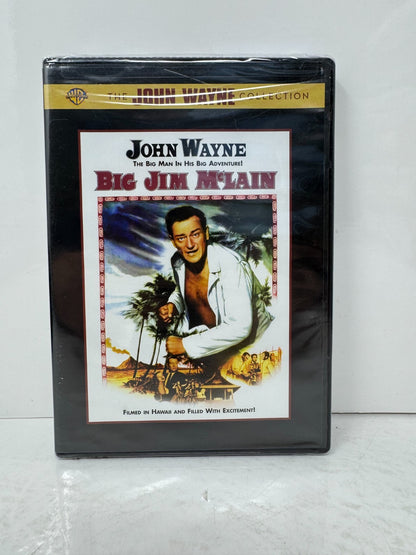 WB
THE JOHN WAYNE COLLECTION
JOHN WAYNE
THE BIG MAN IN HIS BIG ADVENTURE!
BIG JIM McLAIN
FILMED IN HAWAII AND FILLED WITH EXCITEMENT!